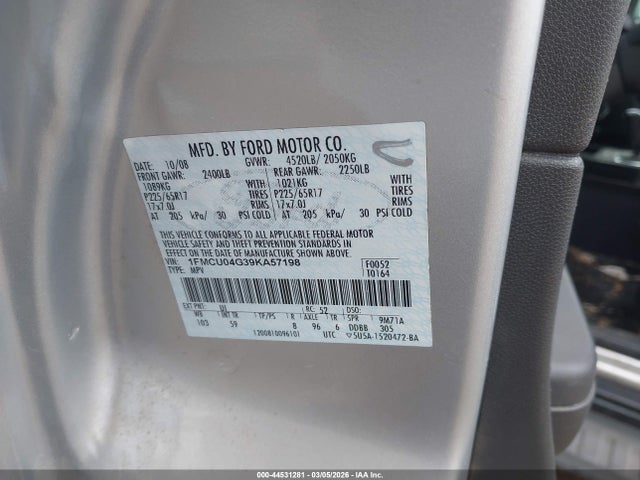 MFD. BY FORD MOTOR CO.
DATE: 10/08 GVWR: 4520LB/ 2050KG
FRONT GAWR: 2400LB REAR GAWR: 2250LB
1089KG WITH 1021KG WITH
P225/65R17 TIRES P225/65R17 TIRES
17x7.0J RIMS 17x7.0J RIMS
AT 205 kPa/ 30 PSI COLD AT 205 kPa/ 30 PSI COLD
THIS VEHICLE CONFORMS TO ALL APPLICABLE FEDERAL MOTOR
VEHICLE SAFETY AND THEFT PREVENTION STANDARDS IN EFFECT
ON THE DATE OF MANUFACTURE SHOWN ABOVE.
VIN: 1FMCU04G39KA57198 F0052
TYPE: MPV T0164
EXT PNT: RC: 52 DSO:
WB INT TR TP/PS R AXLE TR SPR 9M71A
103 59 8 96 6 DDBB 305
1200810096101 UTC 5U5A-1520472-BA
000-44531281 - 03/05/2026 - IAA Inc.